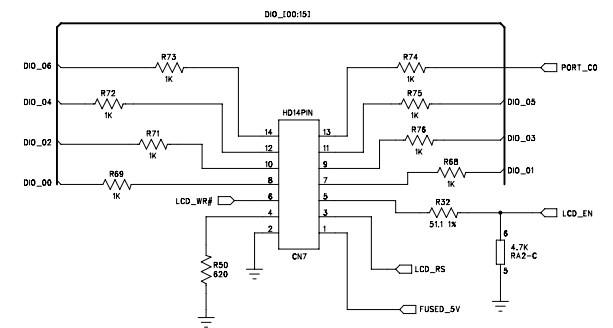 DIO_[00:15]
R73
1K
R74
1K
DIO_06
PORT_C0
R72
1K
R75
1K
DIO_04
DIO_05
HD14PIN
R71
1K
R76
1K
DIO_02
DIO_03
14
13
12
11
10
9
8
7
6
5
4
3
2
1
CN7
R69
1K
R68
1K
DIO_00
DIO_01
LCD_WR#
R32
51.1 1%
LCD_EN
R50
620
6
4.7K
RA2-C
5
LCD_RS
FUSED_5V